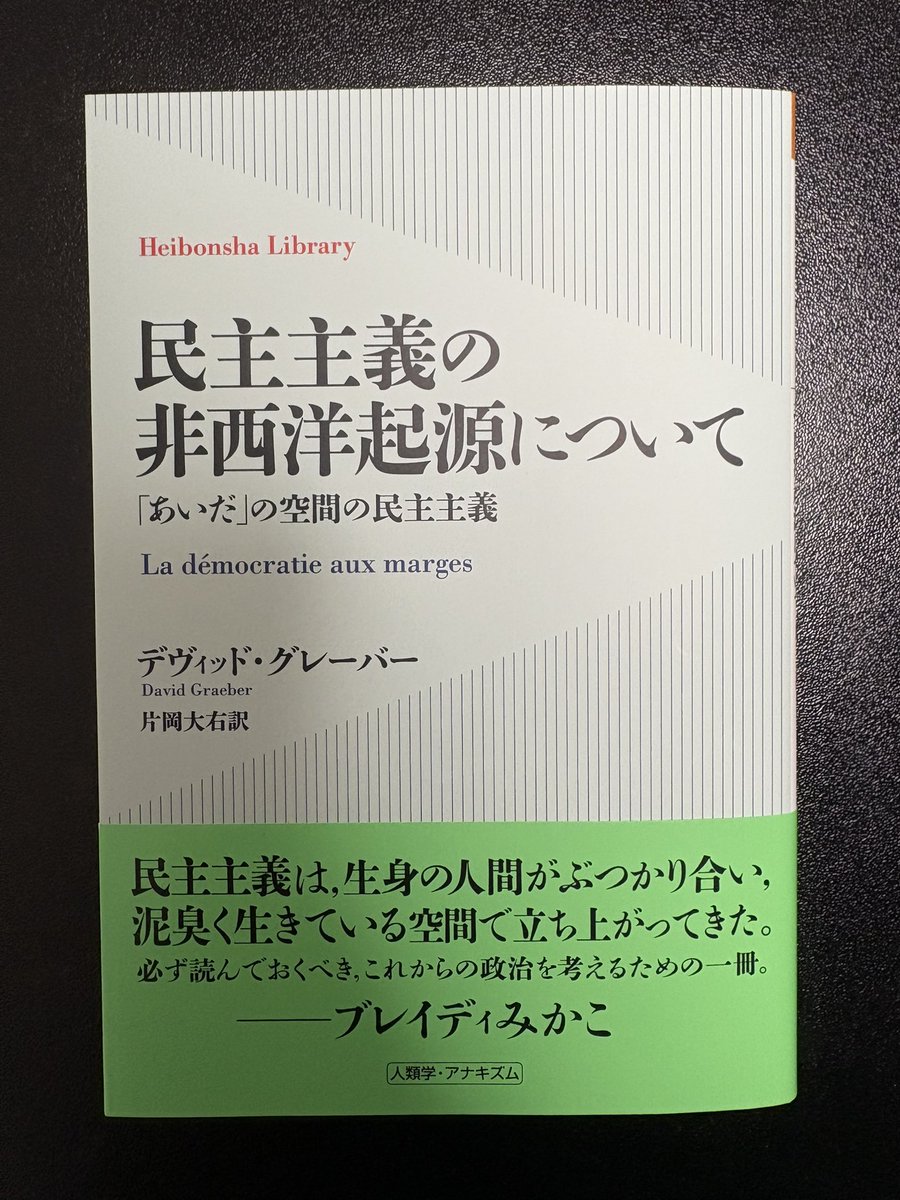 Heibonsha Library
民主主義の
非西洋起源について
「あいだ」の空間の民主主義
La démocratie aux marges
デヴィッド・グレーバー
David Graeber
片岡大右訳
民主主義は,生身の人間がぶつかり合い,
泥臭く生きている空間で立ち上がってきた。
必ず読んでおくべき,これからの政治を考えるための一冊。
──ブレイディみかこ
人類学・アナキズム